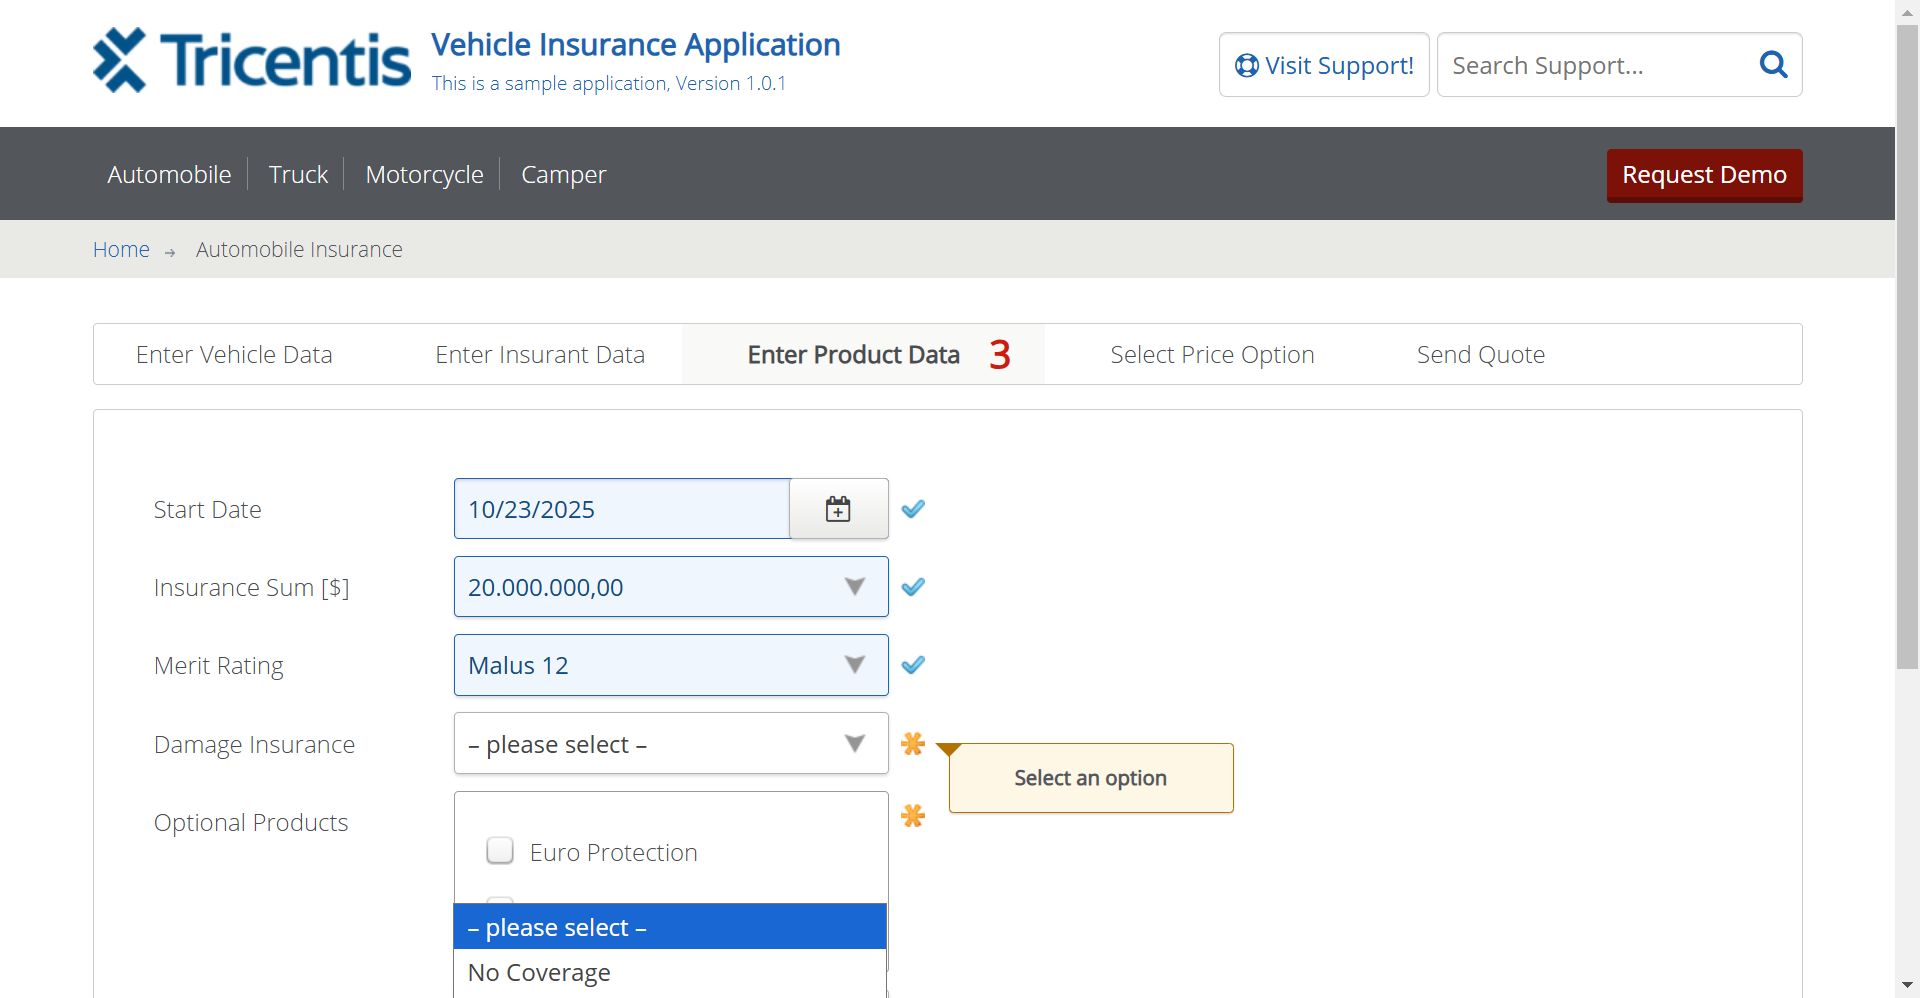 Tricentis
Vehicle Insurance Application
This is a sample application, Version 1.0.1
Visit Support!
Search Support...
Automobile
Truck
Motorcycle
Camper
Request Demo
Home
Automobile Insurance
Enter Vehicle Data
Enter Insurant Data
Enter Product Data 3
Select Price Option
Send Quote
Start Date
10/23/2025
Insurance Sum [$]
20.000.000,00
Merit Rating
Malus 12
Damage Insurance
– please select –
Select an option
Optional Products
Euro Protection
– please select –
No Coverage